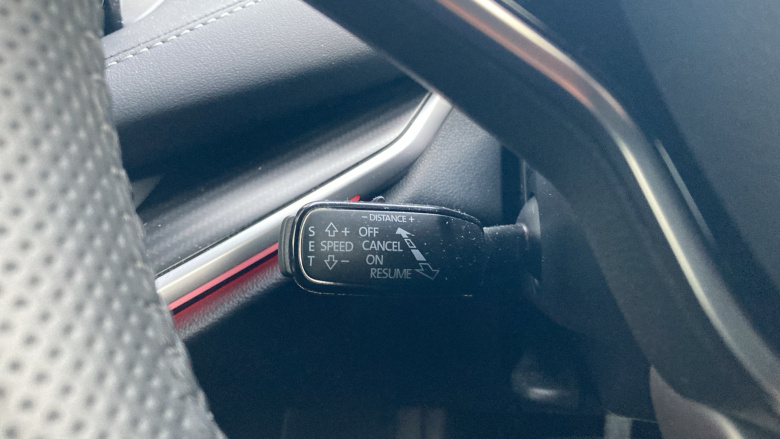 − DISTANCE +
S + OFF
E SPEED CANCEL
T − ON
RESUME